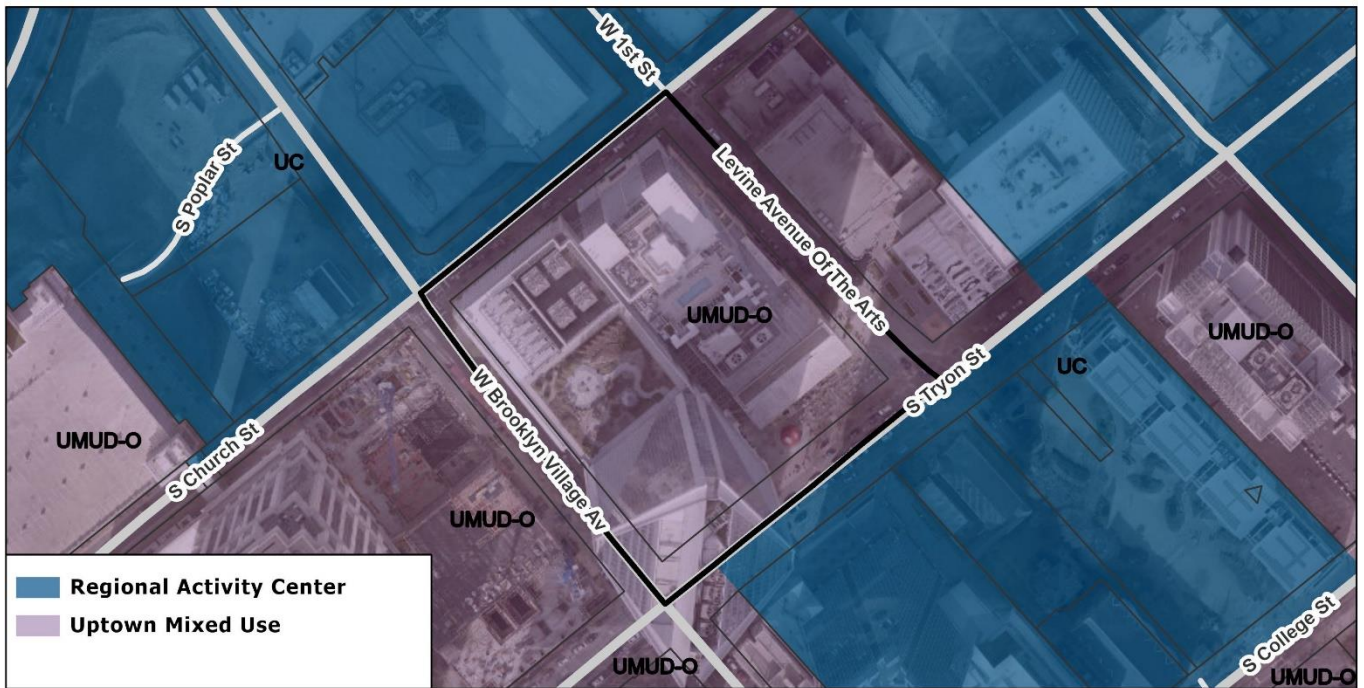 W 1st St
S Poplar St
UC
Levine Avenue Of The Arts
UMUD-O
UMUD-O
S Tryon St
UC
UMUD-O
S Church St
W Brooklyn Village Av
UMUD-O
Regional Activity Center
Uptown Mixed Use
S College St
UMUD-O
UMUD-O